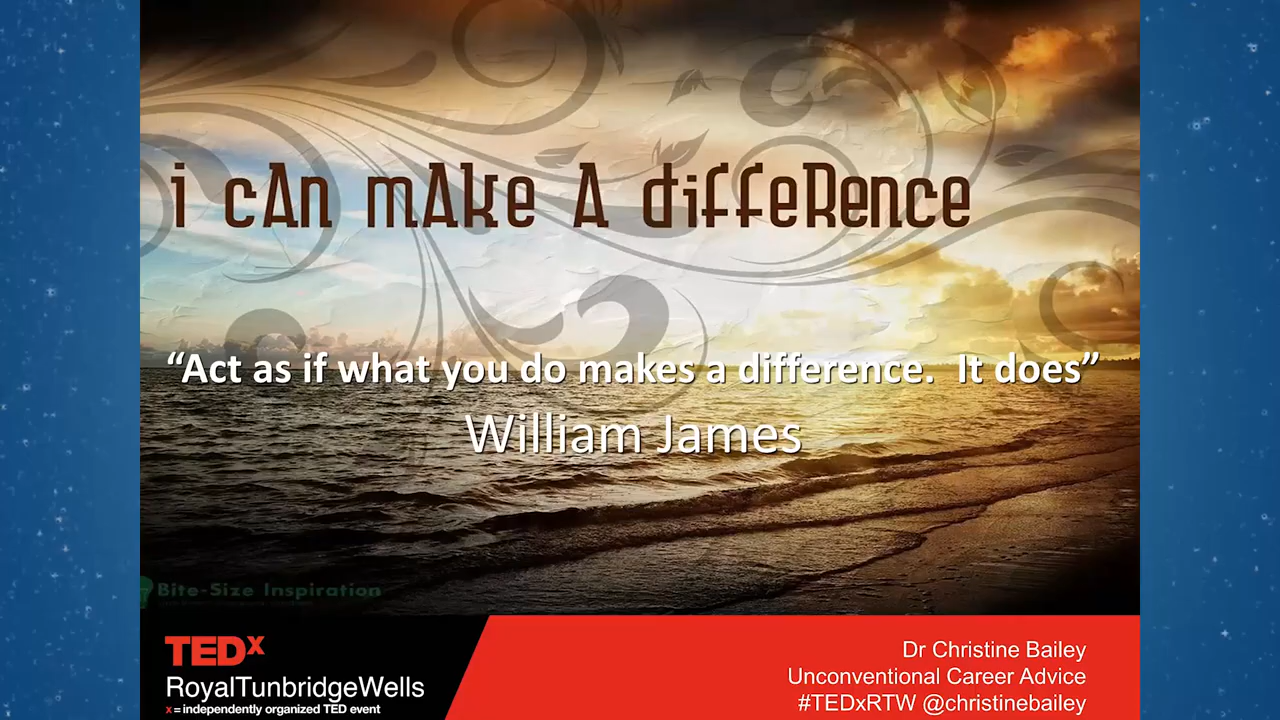 i cAn mAke A diffeRence
“Act as if what you do makes a difference.  It does”
William James
Bite-Size Inspiration
TEDx
RoyalTunbridgeWells
x = independently organized TED event
Dr Christine Bailey
Unconventional Career Advice
#TEDxRTW @christinebailey